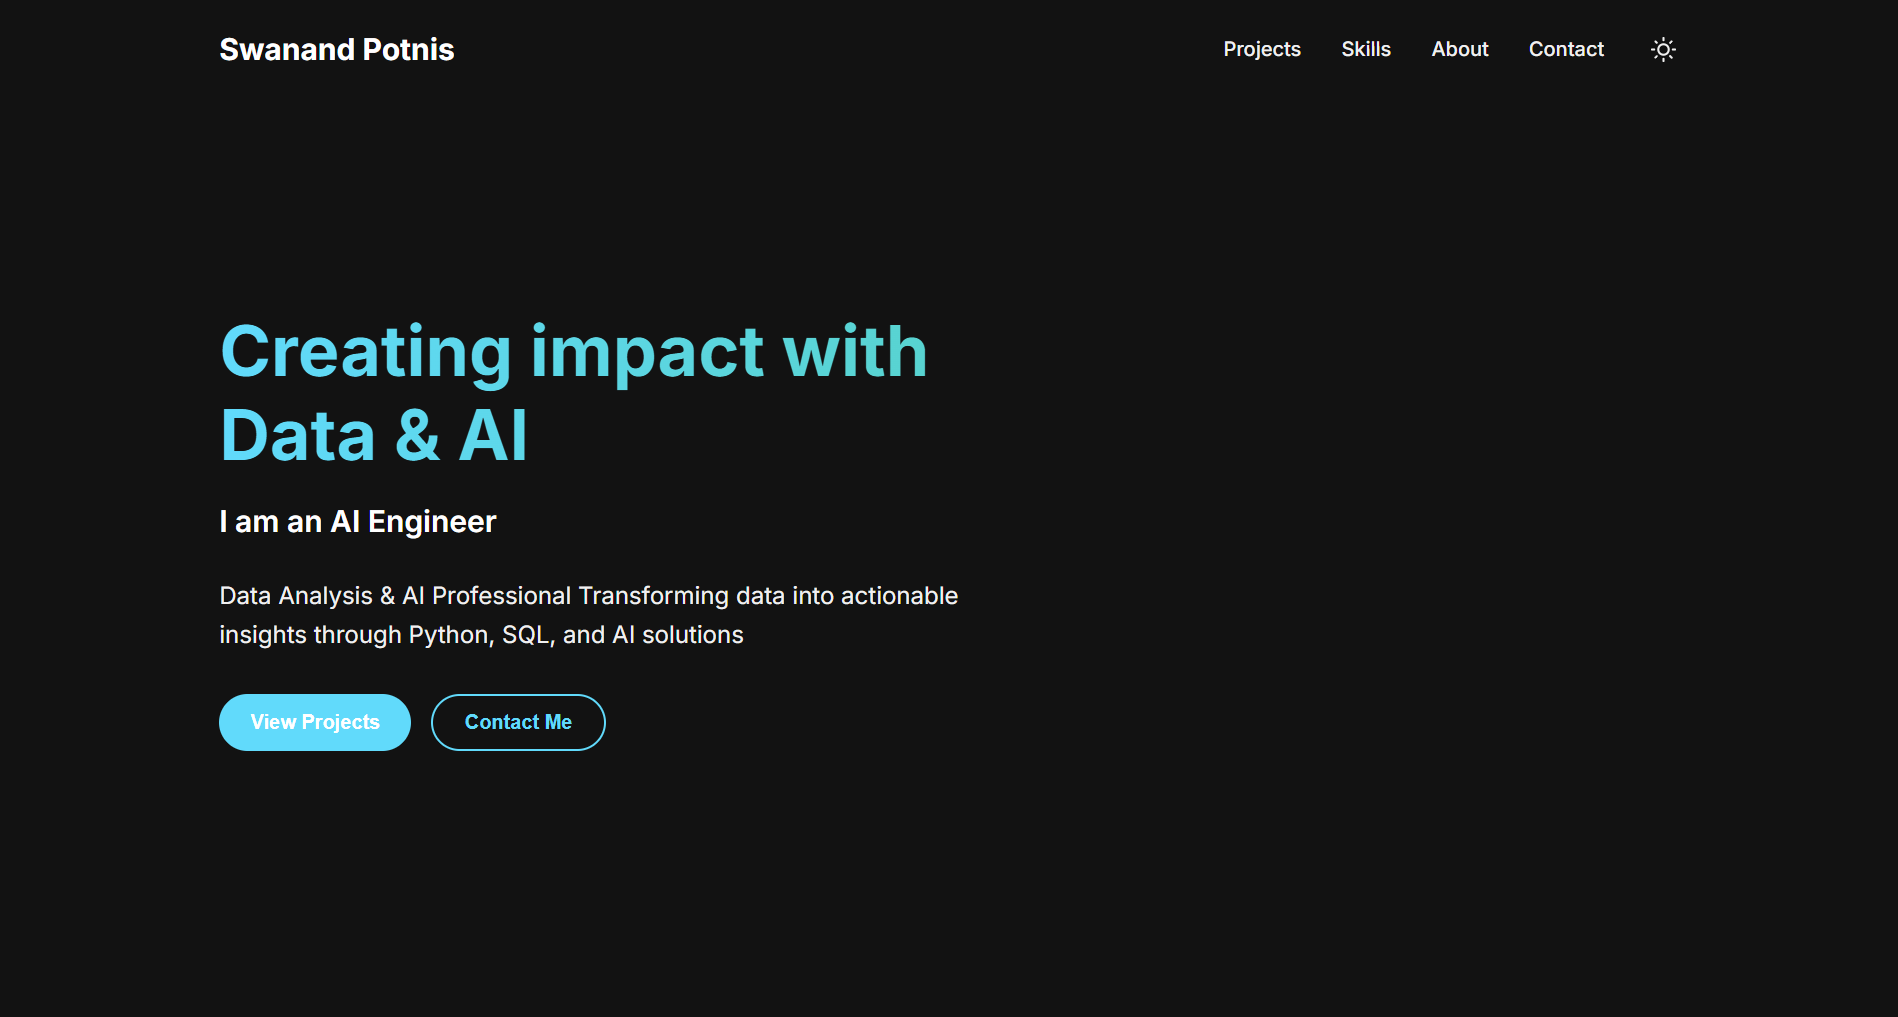 Swanand Potnis
Projects Skills About Contact
Creating impact with
Data & AI
I am an AI Engineer
Data Analysis & AI Professional Transforming data into actionable
insights through Python, SQL, and AI solutions
View Projects Contact Me